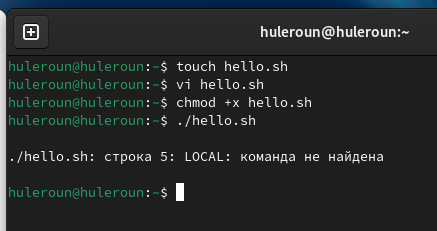 huleroun@huleroun:~
huleroun@huleroun:~$ touch hello.sh
huleroun@huleroun:~$ vi hello.sh
huleroun@huleroun:~$ chmod +x hello.sh
huleroun@huleroun:~$ ./hello.sh
./hello.sh: строка 5: LOCAL: команда не найдена
huleroun@huleroun:~$